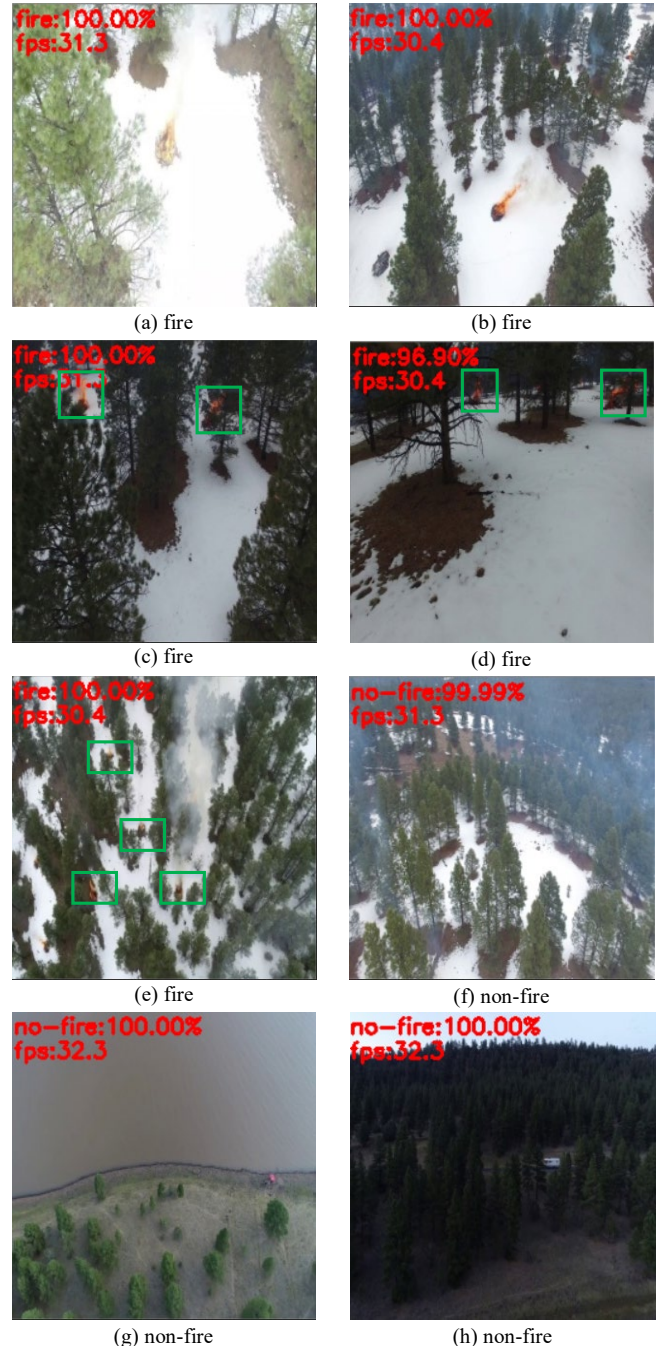 fire:100.00%
fps:31.3
(a) fire
fire:100.00%
fps:30.4
(b) fire
fire:100.00%
fps:31.3
(c) fire
fire:96.90%
fps:30.4
(d) fire
fire:100.00%
fps:30.4
(e) fire
no-fire:99.99%
fps:31.3
(f) non-fire
no-fire:100.00%
fps:32.3
(g) non-fire
no-fire:100.00%
fps:32.3
(h) non-fire